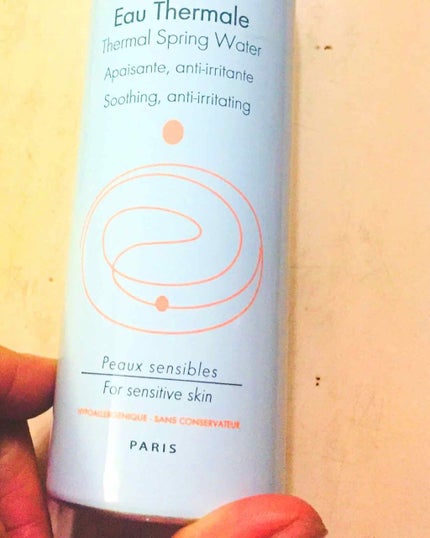 Eau Thermale
Thermal Spring Water
Apaisante, anti-irritante
Soothing, anti-irritating
Peaux sensibles
For sensitive skin
HYPOALLERGÉNIQUE - SANS CONSERVATEUR
PARIS